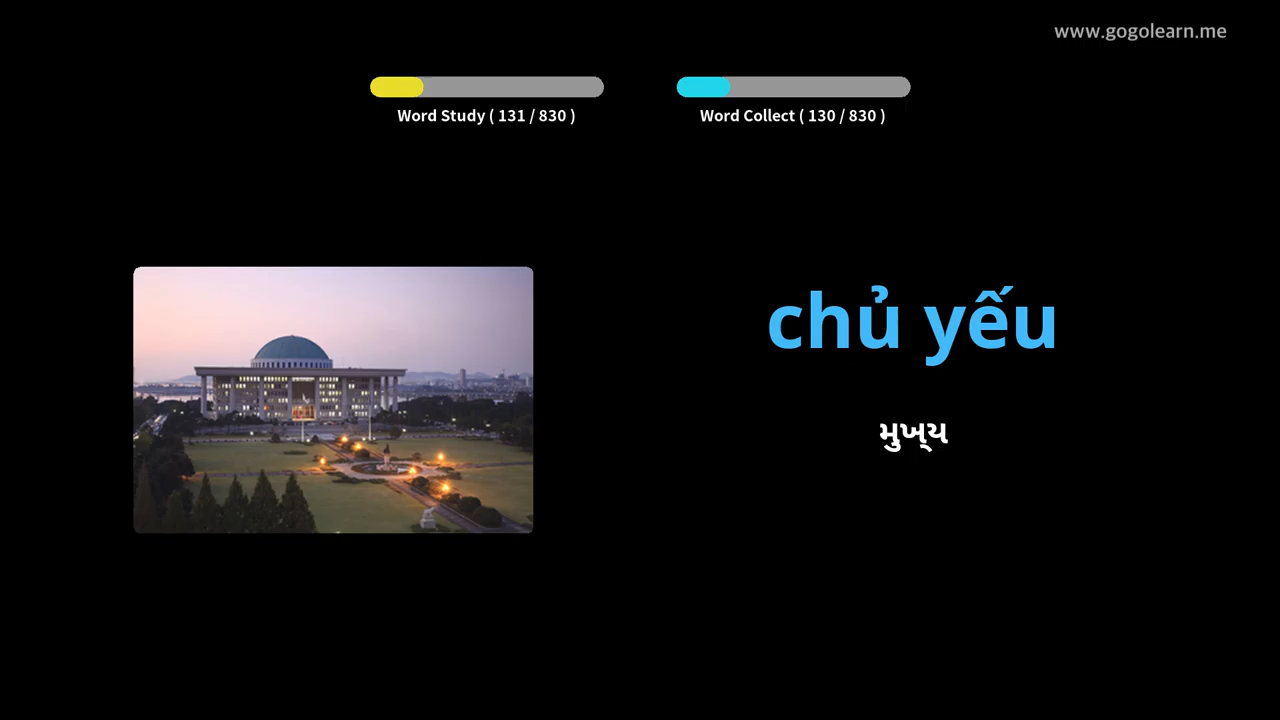 www.gogolearn.me
Word Study ( 131 / 830 )
Word Collect ( 130 / 830 )
chủ yếu
મુખ્ય